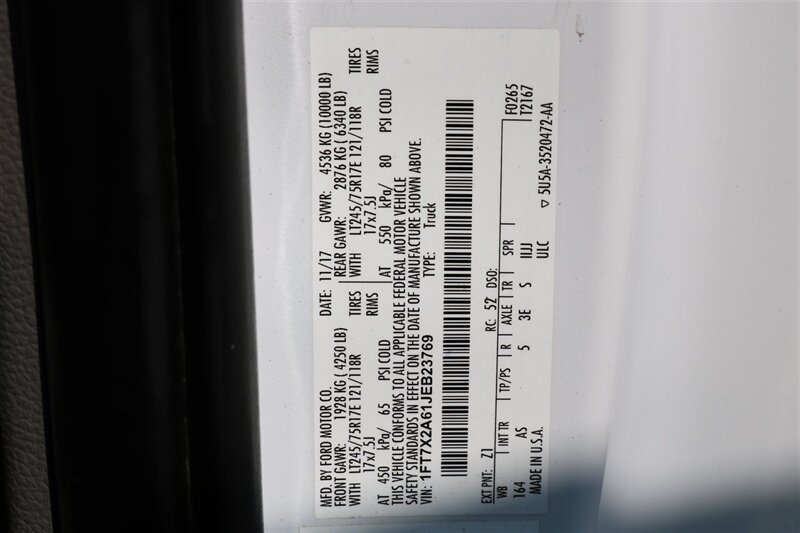 MFD. BY FORD MOTOR CO. DATE: 11/17 GVWR: 4536 KG (10000 LB)
FRONT GAWR: 1928 KG ( 4250 LB) REAR GAWR: 2876 KG ( 6340 LB)
WITH LT245/75R17E 121/118R TIRES WITH LT245/75R17E 121/118R TIRES
17x7.5J RIMS 17x7.5J RIMS
AT 450 kPa/ 65 PSI COLD AT 550 kPa/ 80 PSI COLD
THIS VEHICLE CONFORMS TO ALL APPLICABLE FEDERAL MOTOR VEHICLE
SAFETY STANDARDS IN EFFECT ON THE DATE OF MANUFACTURE SHOWN ABOVE.
VIN: 1FT7X2A61JEB23769 TYPE: Truck
F0265
EXT PNT: Z1 RC: 52 DSO: T2167
WB INT TR TP/PS R AXLE TR SPR
164 AS 5 3E S IIJJ
MADE IN U.S.A. ULC ▽ 5U5A-3520472-AA